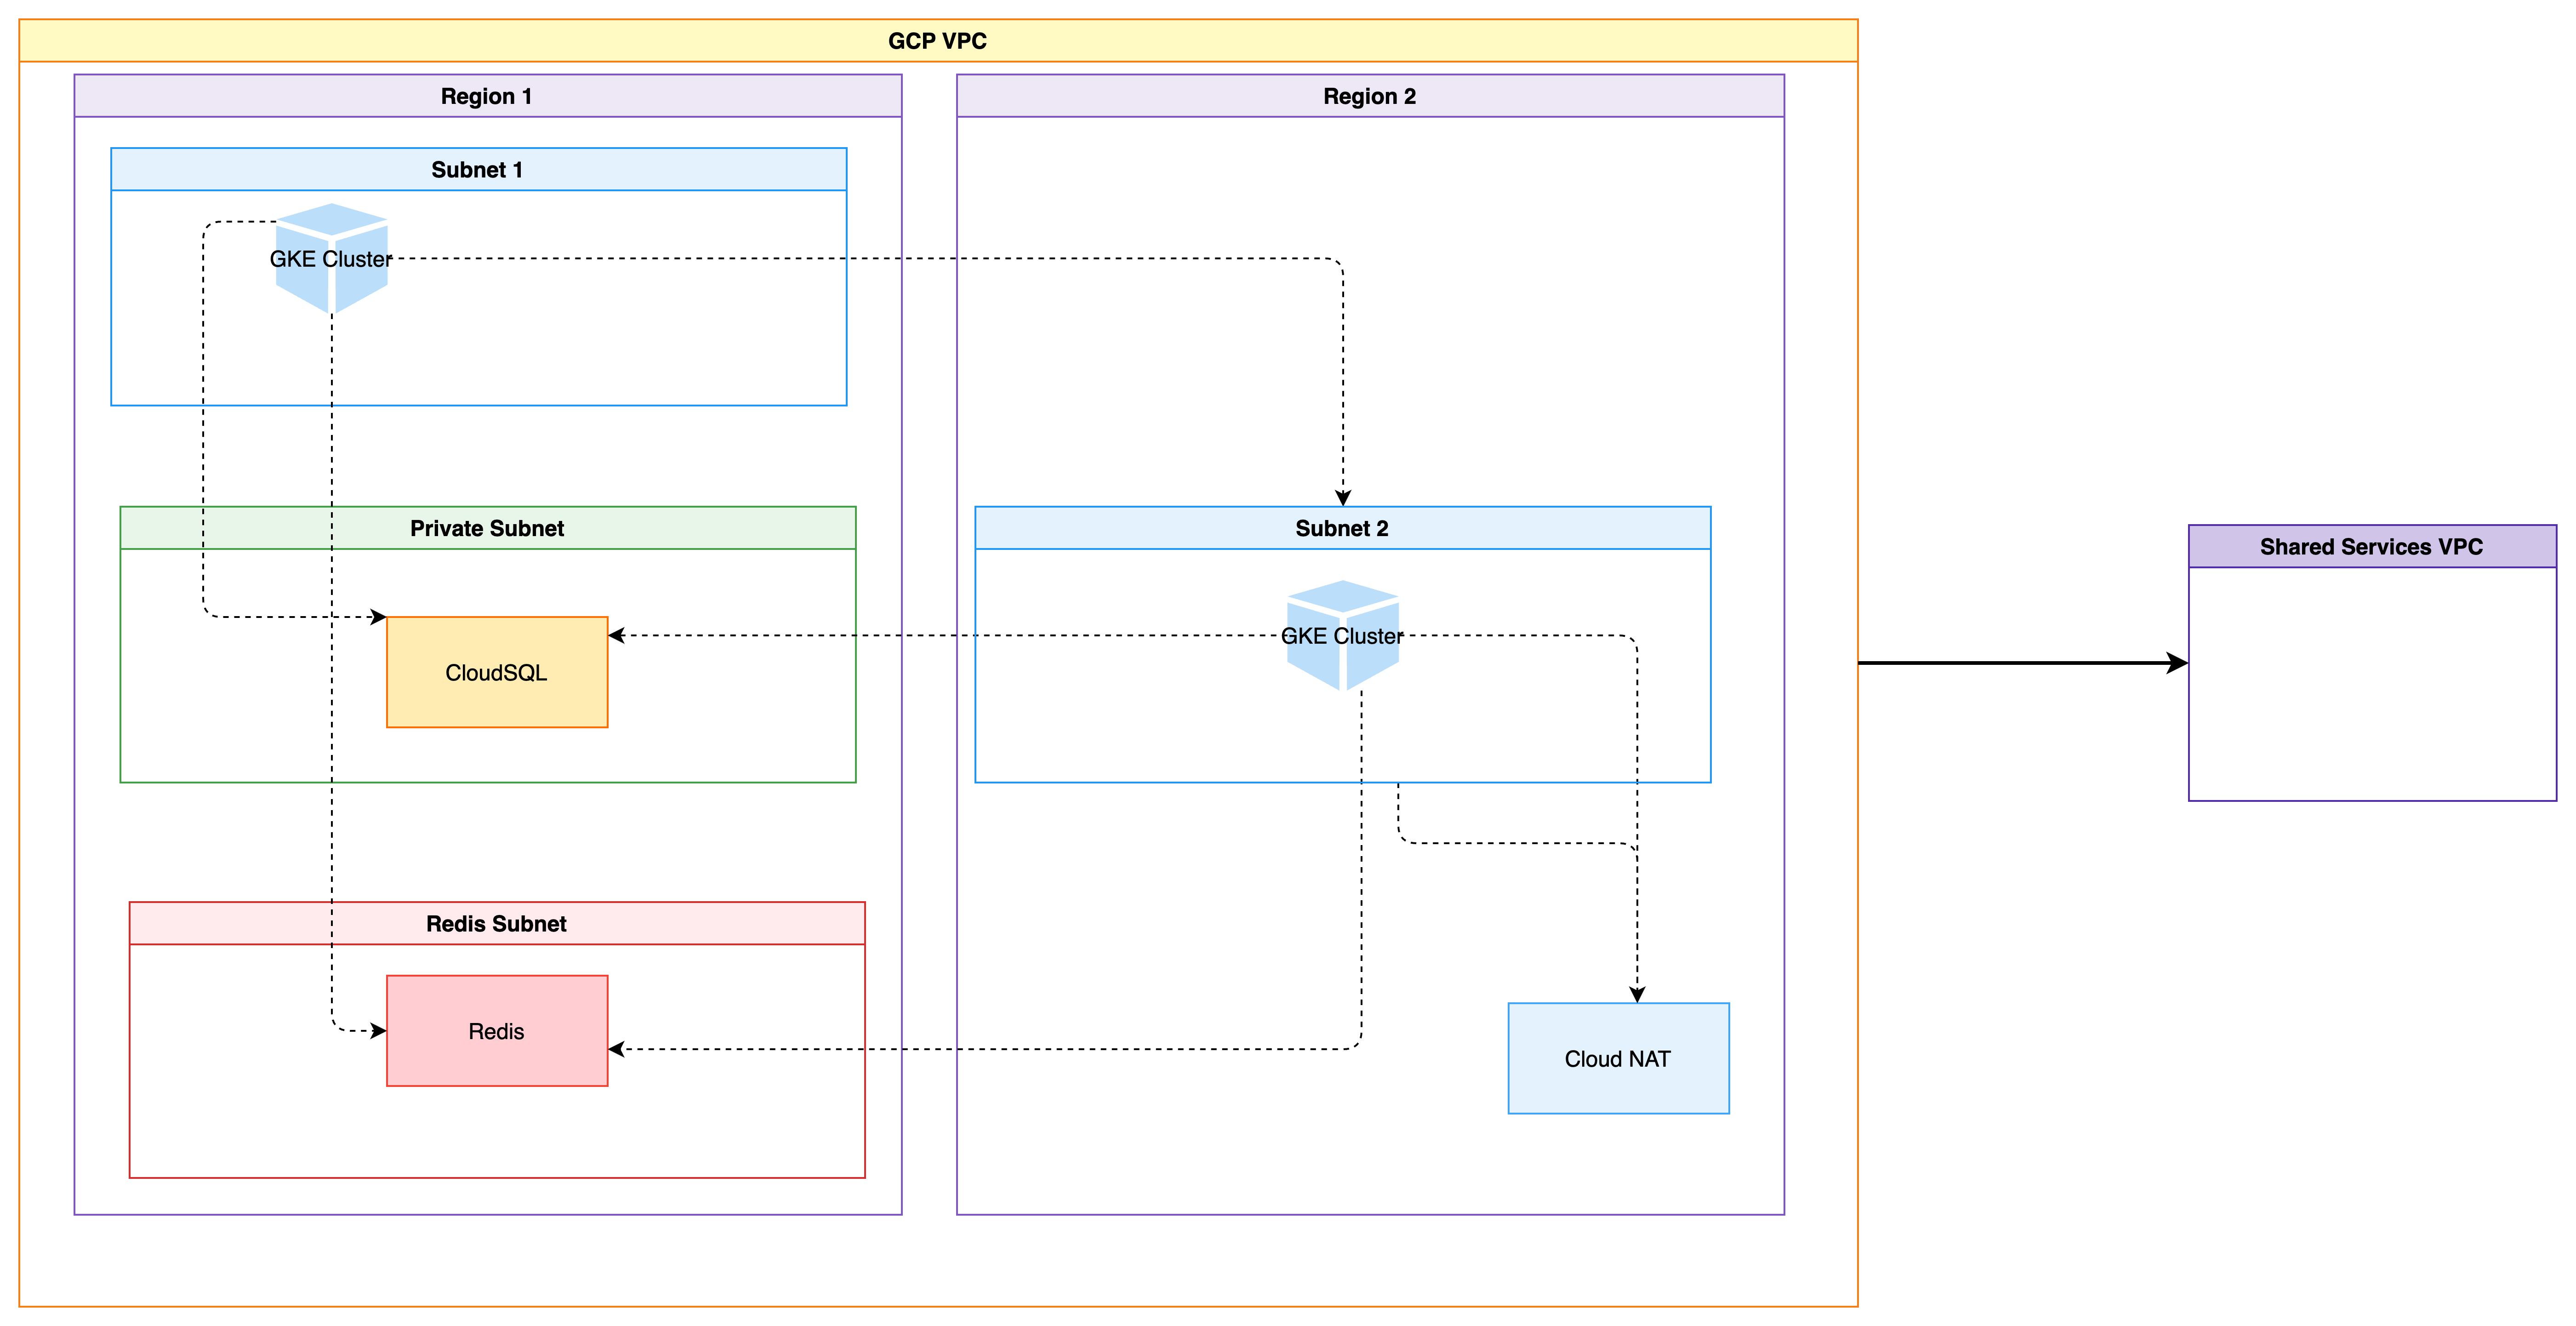 GCP VPC
Region 1
Region 2
Subnet 1
GKE Cluster
Private Subnet
CloudSQL
Redis Subnet
Redis
Subnet 2
GKE Cluster
Cloud NAT
Shared Services VPC